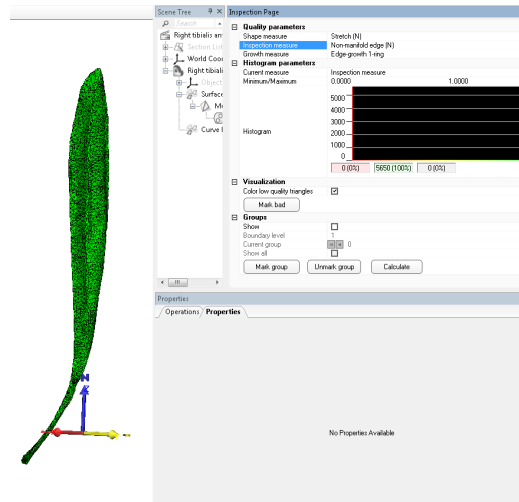 Scene Tree
Inspection Page
Search
Quality parameters
Right tibialis ant
Shape measure Stretch (N)
Section List
Inspection measure Non-manifold edge (N)
World Coor
Growth measure Edge-growth 1-ring
Right tibiali
Histogram parameters
Current measure Inspection measure
Object
Minimum/Maximum 0.0000 1.0000
Surface
5000
4000
3000
Histogram
2000
1000
0
Curve
0 (0%) 5650 (100%) 0 (0%)
Visualization
Color low quality triangles
Mark bad
Groups
Show
Boundary level 1
Current group 0
Show all
Mark group Unmark group Calculate
Properties
Operations Properties
No Properties Available